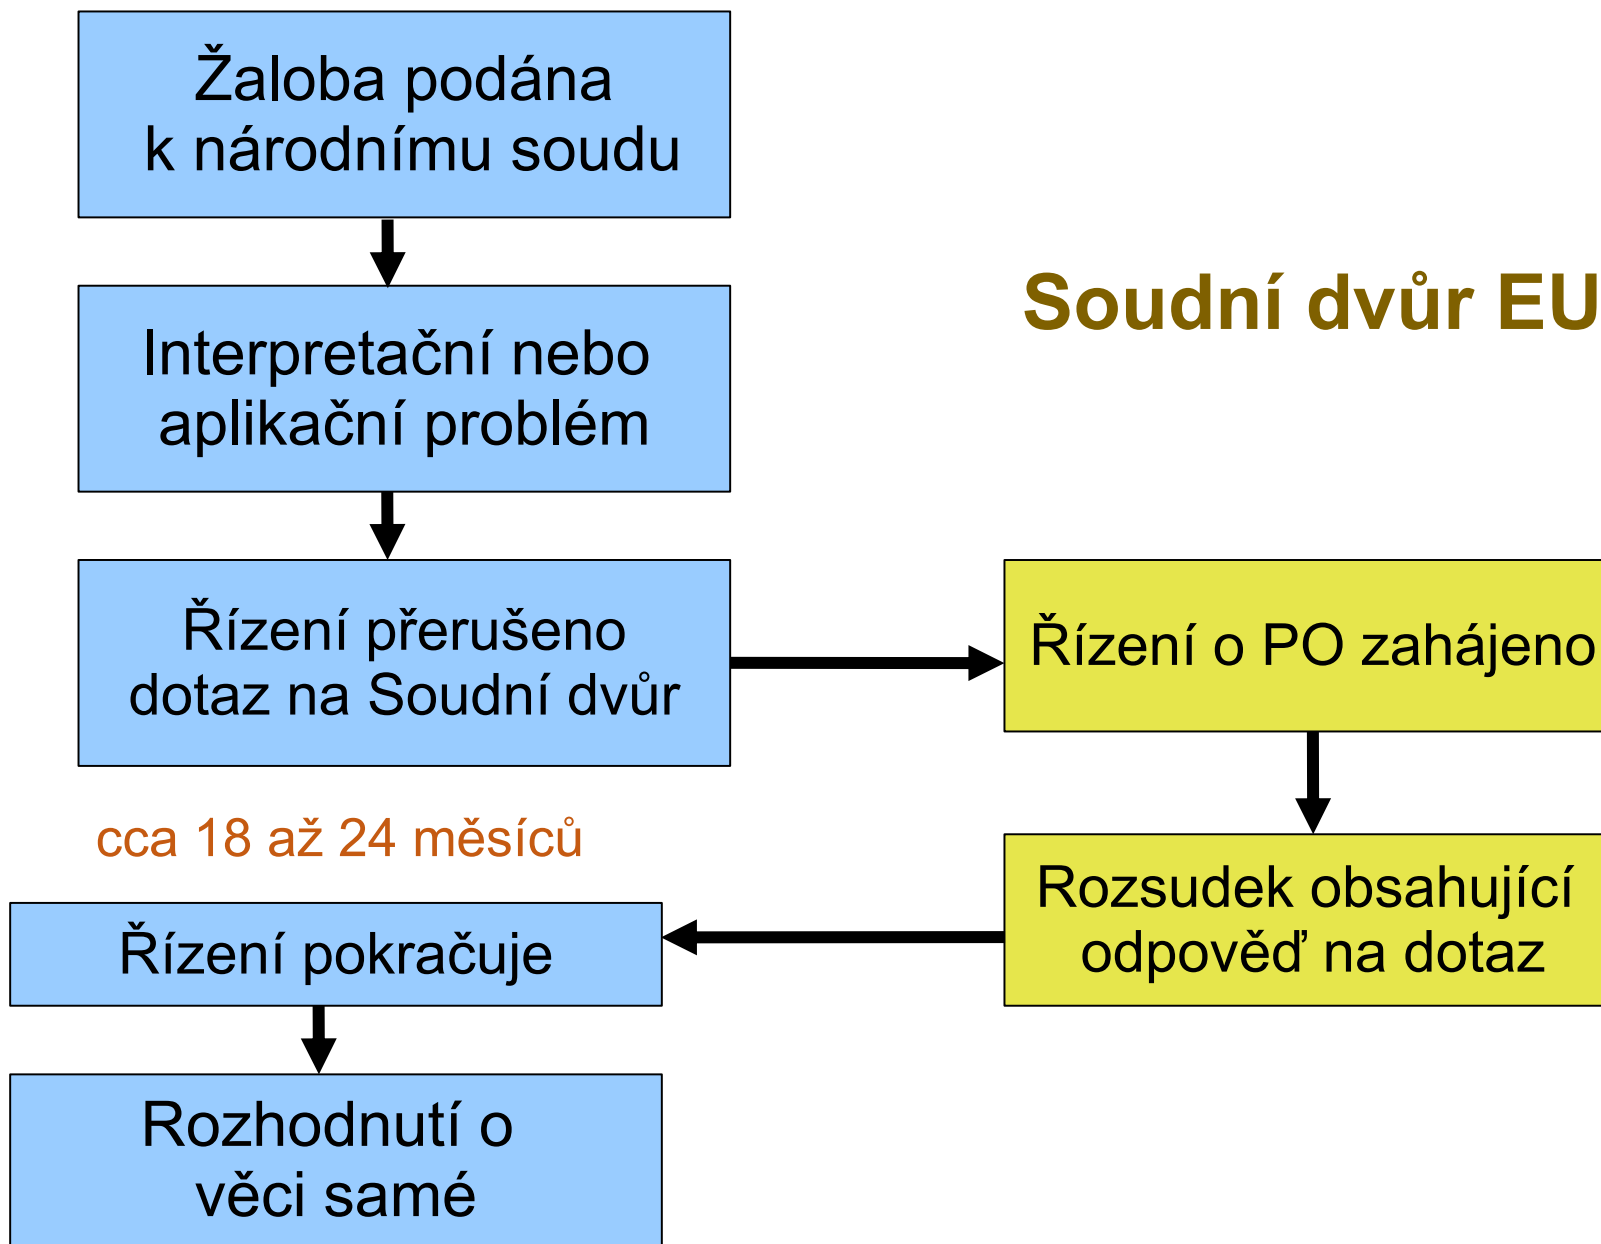 Žaloba podána
k národnímu soudu
Soudní dvůr EU
Interpretační nebo
aplikační problém
Řízení přerušeno
dotaz na Soudní dvůr
Řízení o PO zahájeno
cca 18 až 24 měsíců
Rozsudek obsahující
odpověď na dotaz
Řízení pokračuje
Rozhodnutí o
věci samé